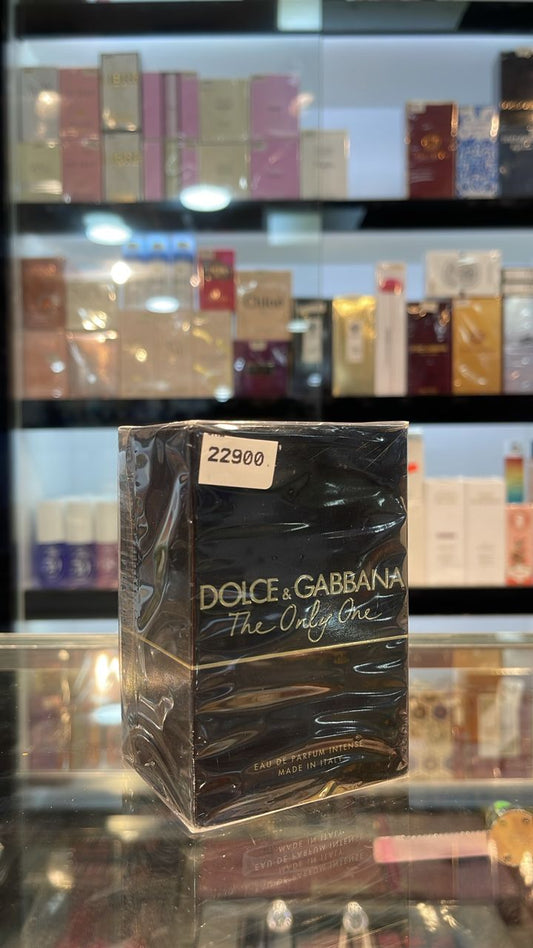 Chloé
22900
DOLCE & GABBANA
The Only One
EAU DE PARFUM INTENSE
MADE IN ITALY